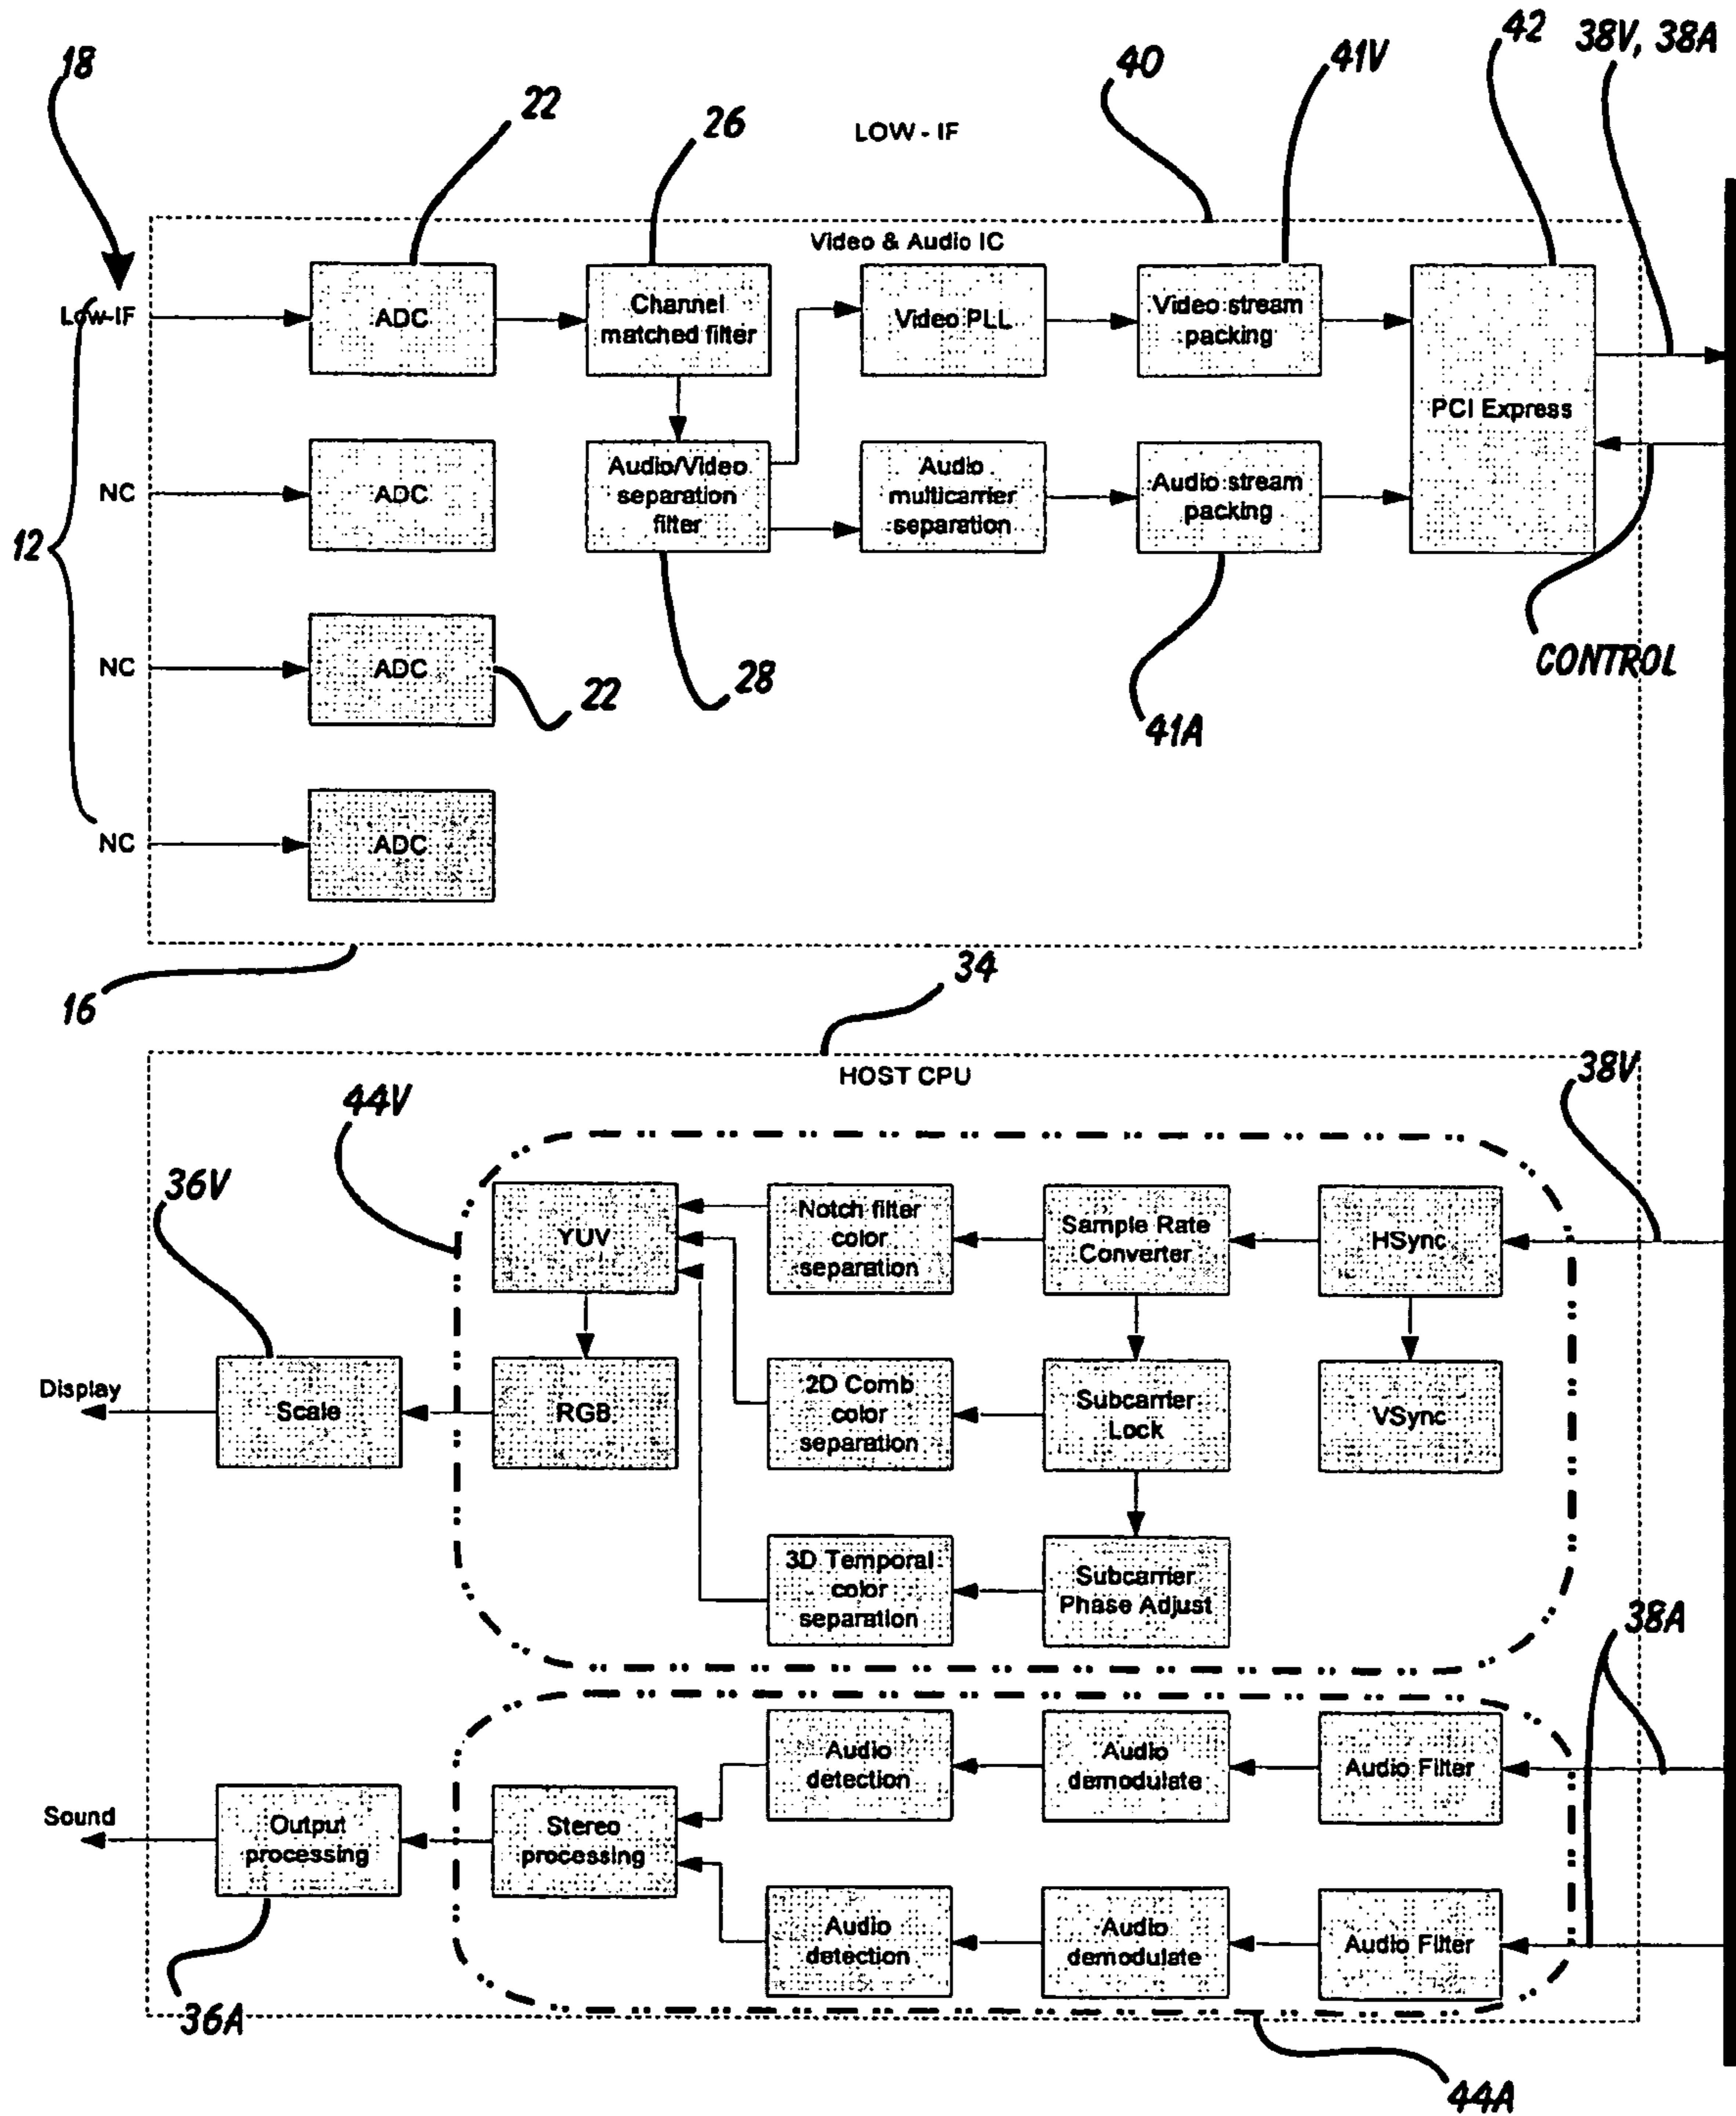 18
22
26
LOW - IF
40
41V
42
38V, 38A
Video & Audio IC
Low-IF
ADC
Channel
matched filter
Video PLL
Video stream
packing
PCI Express
NC
ADC
Audio/Video
separation
filter
Audio
multicarrier
separation
Audio stream
packing
12
NC
ADC
22
28
41A
CONTROL
NC
ADC
16
34
HOST CPU
38V
44V
36V
YUV
Notch filter
color
separation
Sample Rate
Converter
HSync
Display
Scale
RGB
2D Comb
color
separation
Subcarrier
Lock
VSync
3D Temporal
color
separation
Subcarrier
Phase Adjust
38A
Audio
detection
Audio
demodulate
Audio Filter
Sound
Output
processing
Stereo
processing
Audio
detection
Audio
demodulate
Audio Filter
36A
44A